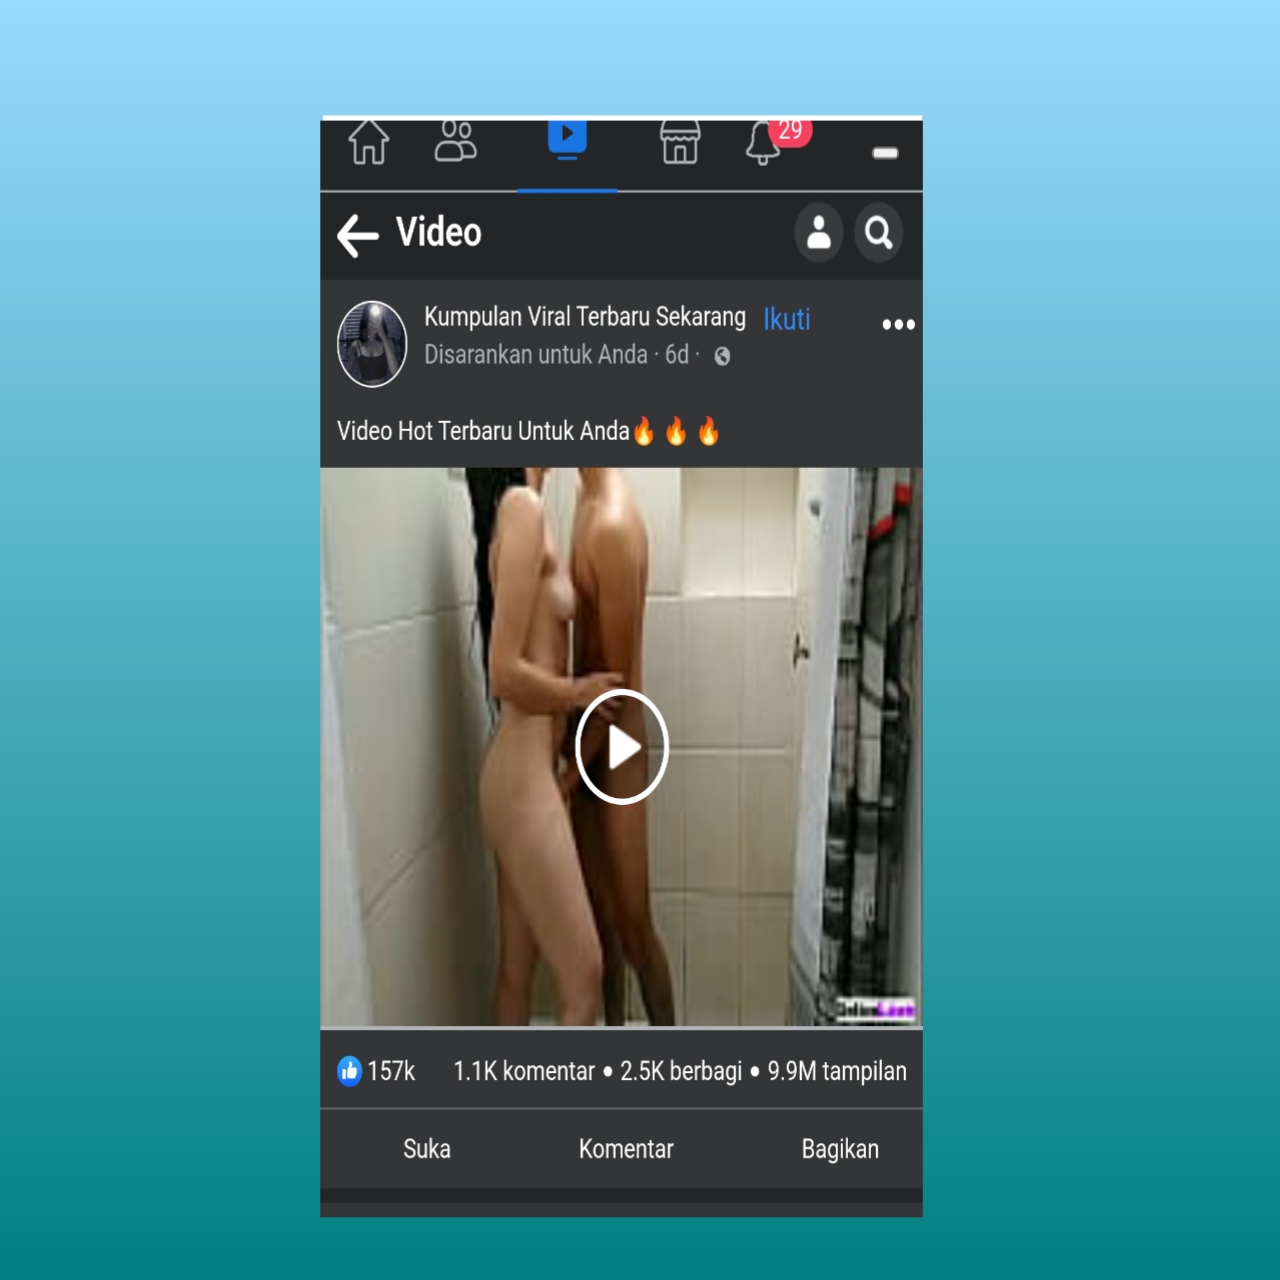 29
Video
Kumpulan Viral Terbaru Sekarang Ikuti
Disarankan untuk Anda · 6d ·
Video Hot Terbaru Untuk Anda🔥 🔥 🔥
157k 1.1K komentar • 2.5K berbagi • 9.9M tampilan
Suka Komentar Bagikan